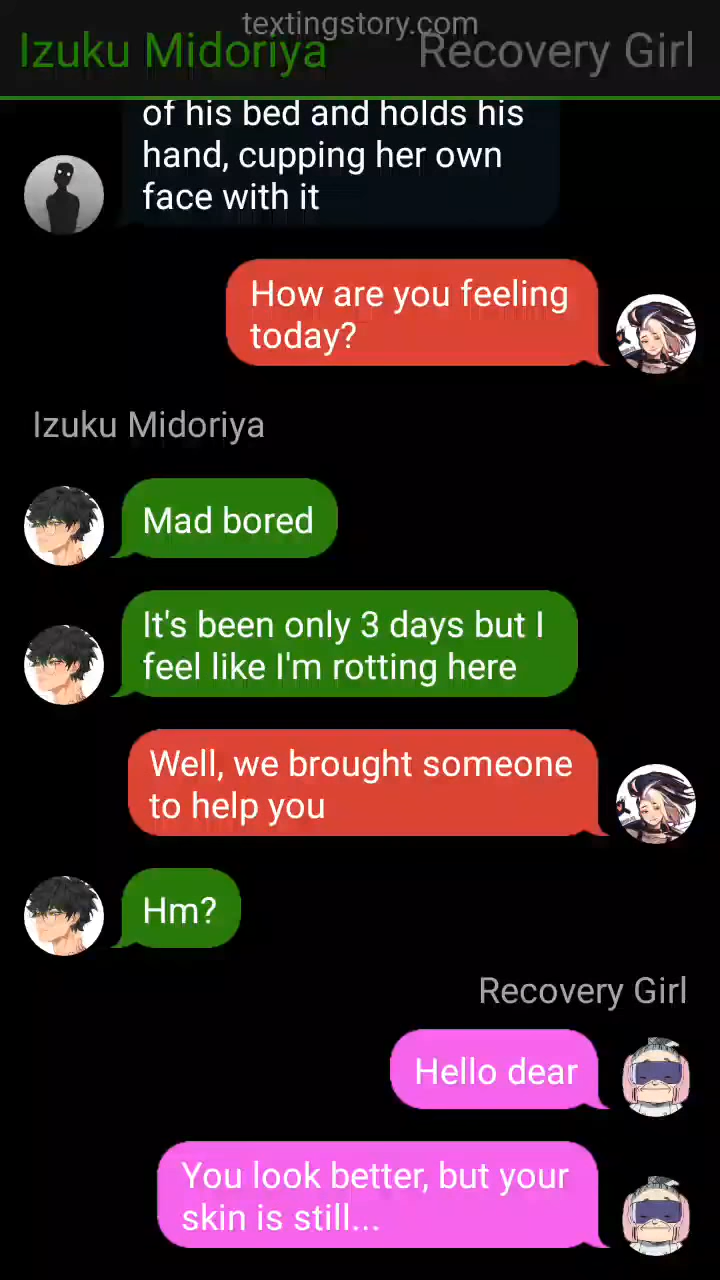 textingstory.com
Izuku Midoriya
Recovery Girl
of his bed and holds his
hand, cupping her own
face with it
How are you feeling
today?
Izuku Midoriya
Mad bored
It's been only 3 days but I
feel like I'm rotting here
Well, we brought someone
to help you
Hm?
Recovery Girl
Hello dear
You look better, but your
skin is still...